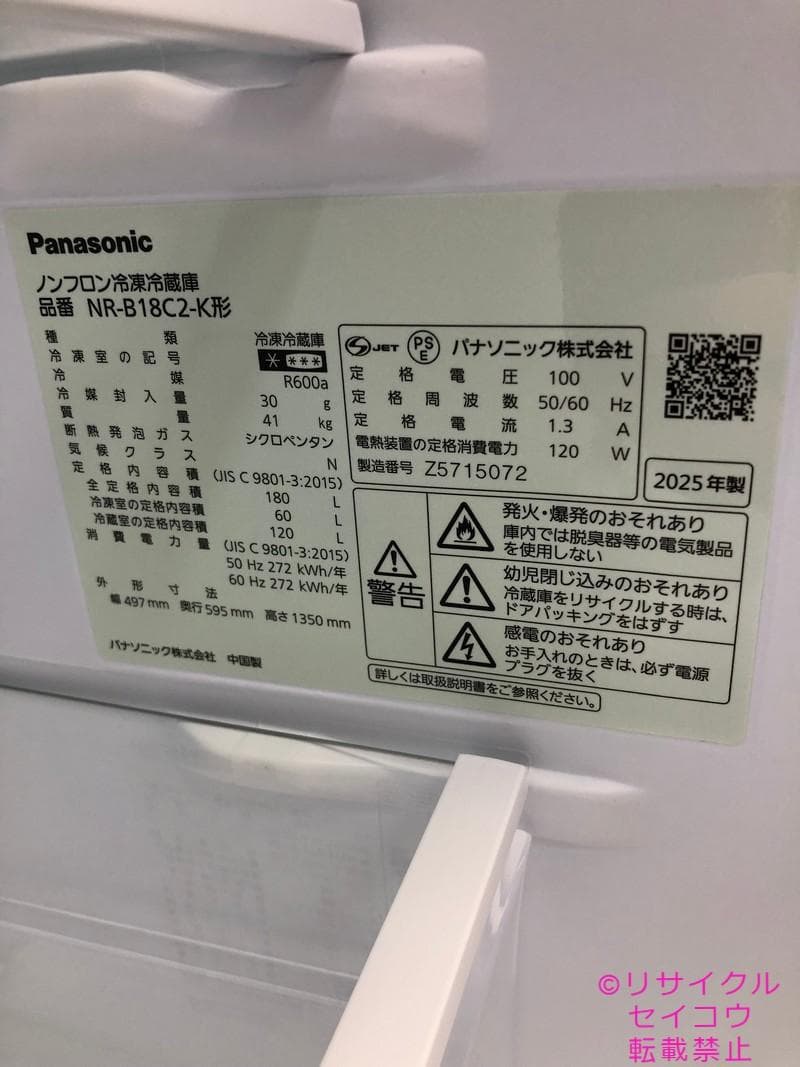 Panasonic
ノンフロン冷凍冷蔵庫
品番 NR-B18C2-K形
種類 冷凍冷蔵庫
冷凍室の記号 * ***
冷媒 R600a
冷媒封入量 30 g
質量 41 kg
断熱発泡ガス シクロペンタン
気候クラス N
定格内容積 (JIS C 9801-3:2015)
全定格内容積 180 L
冷凍室の定格内容積 60 L
冷蔵室の定格内容積 120 L
消費電力量 (JIS C 9801-3:2015)
50 Hz 272 kWh/年
60 Hz 272 kWh/年
外形寸法
幅 497 mm 奥行 595 mm 高さ 1350 mm
パナソニック株式会社 中国製
JET PSE パナソニック株式会社
定格電圧 100 V
定格周波数 50/60 Hz
定格電流 1.3 A
電熱装置の定格消費電力 120 W
製造番号 Z5715072
2025年製
警告
発火・爆発のおそれあり
庫内では脱臭器等の電気製品
を使用しない
幼児閉じ込みのおそれあり
冷蔵庫をリサイクルする時は、
ドアパッキングをはずす
感電のおそれあり
お手入れのときは、必ず電源
プラグを抜く
詳しくは取扱説明書をご参照ください。
©リサイクル
セイコウ
転載禁止